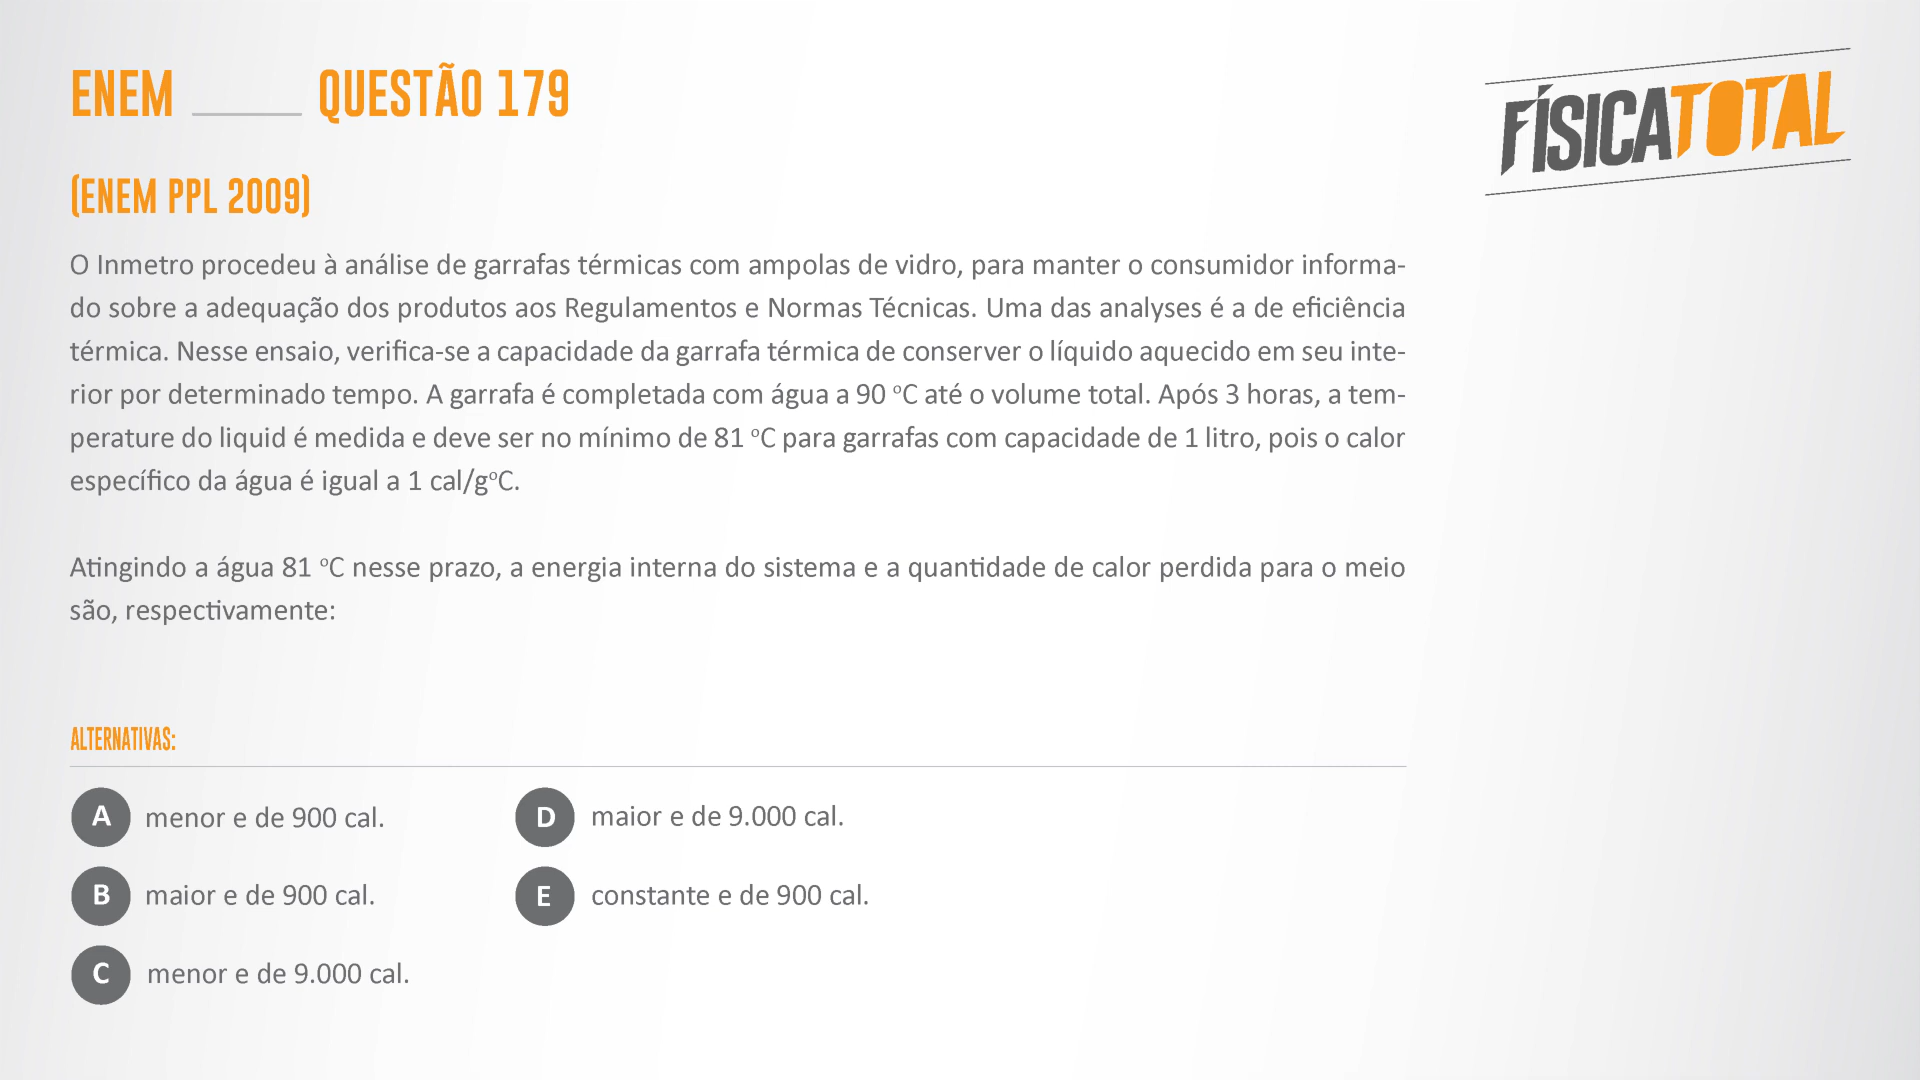 ENEM _____ QUESTÃO 179
FÍSICATOTAL
(ENEM PPL 2009)
O Inmetro procedeu à análise de garrafas térmicas com ampolas de vidro, para manter o consumidor informa-
do sobre a adequação dos produtos aos Regulamentos e Normas Técnicas. Uma das analyses é a de eficiência
térmica. Nesse ensaio, verifica-se a capacidade da garrafa térmica de conserver o líquido aquecido em seu inte-
rior por determinado tempo. A garrafa é completada com água a 90 ºC até o volume total. Após 3 horas, a tem-
perature do liquid é medida e deve ser no mínimo de 81 ºC para garrafas com capacidade de 1 litro, pois o calor
específico da água é igual a 1 cal/gºC.
Atingindo a água 81 ºC nesse prazo, a energia interna do sistema e a quantidade de calor perdida para o meio
são, respectivamente:
ALTERNATIVAS:
A menor e de 900 cal.
B maior e de 900 cal.
C menor e de 9.000 cal.
D maior e de 9.000 cal.
E constante e de 900 cal.